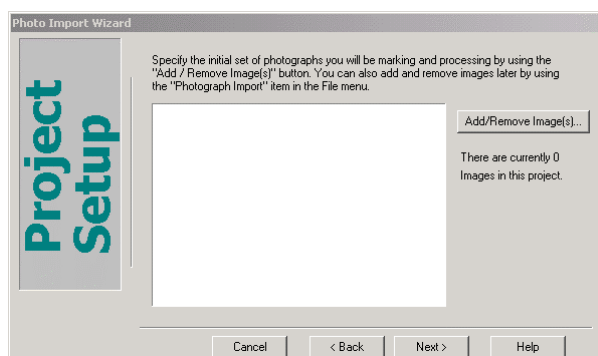 Photo Import Wizard
Project
Setup
Specify the initial set of photographs you will be marking and processing by using the
"Add / Remove Image(s)" button. You can also add and remove images later by using
the "Photograph Import" item in the File menu.
Add/Remove Image(s)...
There are currently 0
Images in this project.
Cancel
< Back
Next >
Help